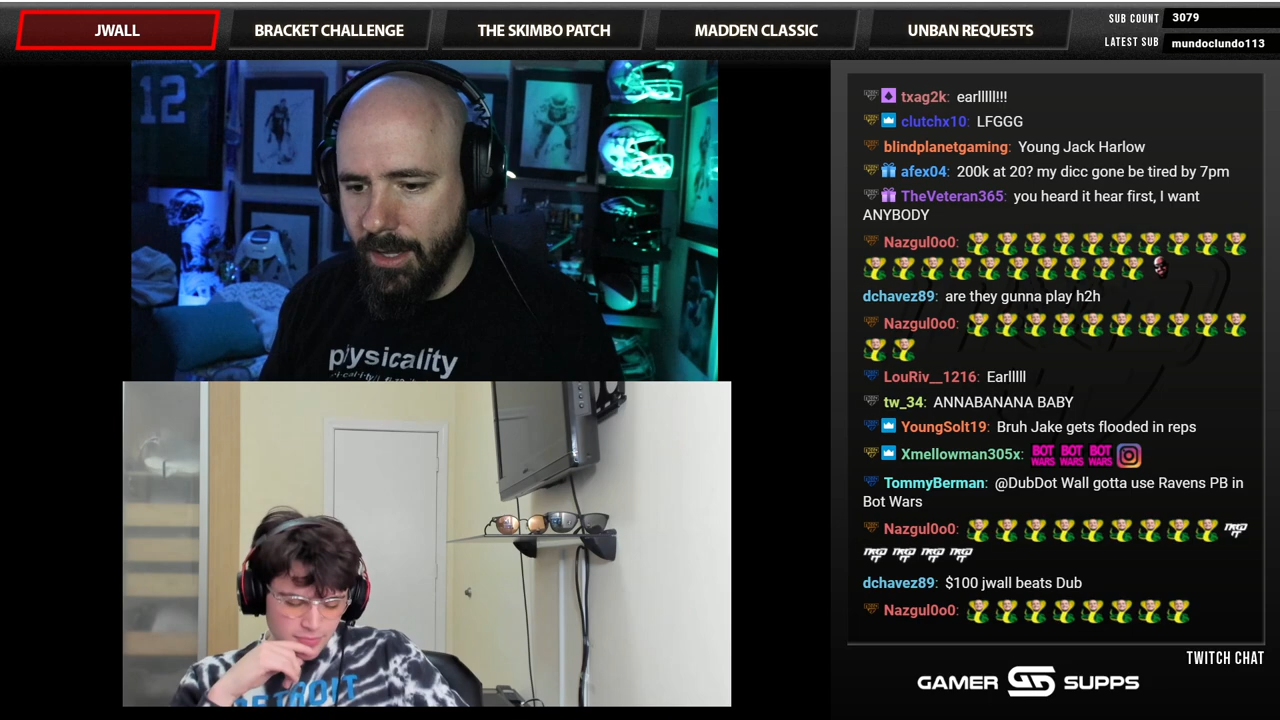 JWALL
BRACKET CHALLENGE
THE SKIMBO PATCH
MADDEN CLASSIC
UNBAN REQUESTS
SUB COUNT 3079
LATEST SUB mundoclundo113
12
physicality
txag2k: earlllll!!!
clutchx10: LFGGG
blindplanetgaming: Young Jack Harlow
afex04: 200k at 20? my dicc gone be tired by 7pm
TheVeteran365: you heard it hear first, I want
ANYBODY
Nazgul0o0:
dchavez89: are they gunna play h2h
Nazgul0o0:
LouRiv__1216: Earlllll
tw_34: ANNABANANA BABY
YoungSolt19: Bruh Jake gets flooded in reps
Xmellowman305x: BOT WARS BOT WARS BOT WARS
TommyBerman: @DubDot Wall gotta use Ravens PB in
Bot Wars
Nazgul0o0:
dchavez89: $100 jwall beats Dub
Nazgul0o0:
DETROIT
TWITCH CHAT
GAMER SUPPS